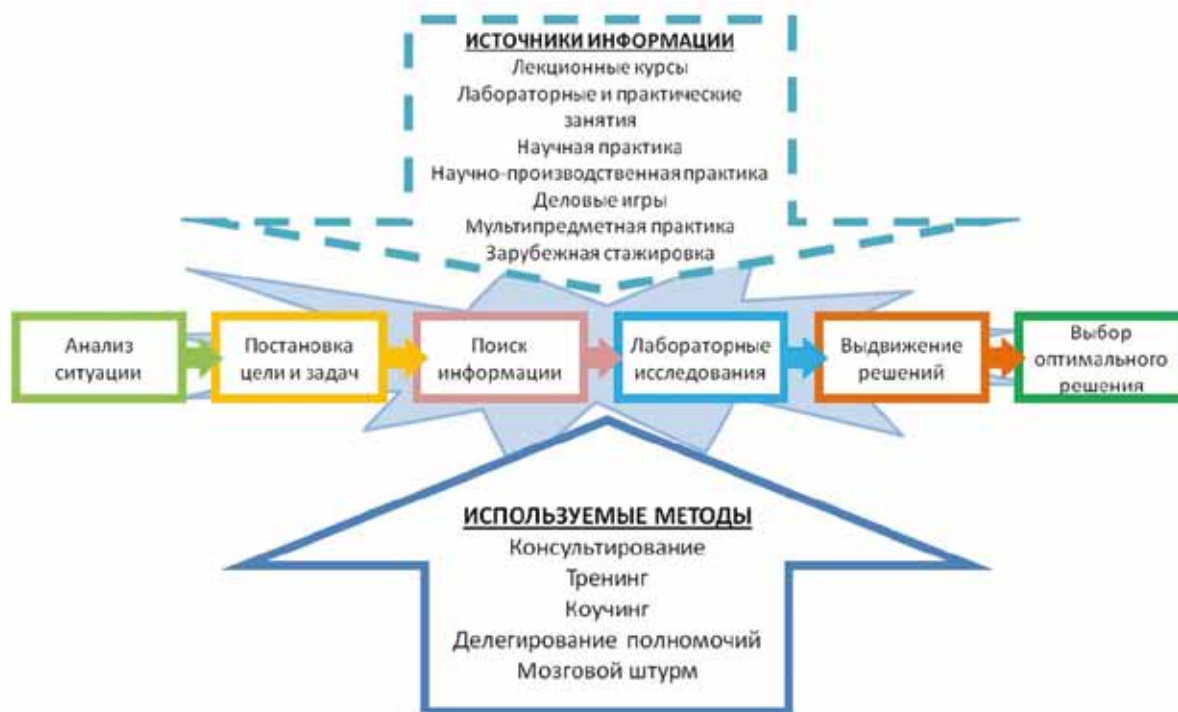 ИСТОЧНИКИ ИНФОРМАЦИИ
Лекционные курсы
Лабораторные и практические
занятия
Научная практика
Научно-производственная практика
Деловые игры
Мультипредметная практика
Зарубежная стажировка
Анализ
ситуации
Постановка
цели и задач
Поиск
информации
Лабораторные
исследования
Выдвижение
решений
Выбор
оптимального
решения
ИСПОЛЬЗУЕМЫЕ МЕТОДЫ
Консультирование
Тренинг
Коучинг
Делегирование полномочий
Мозговой штурм